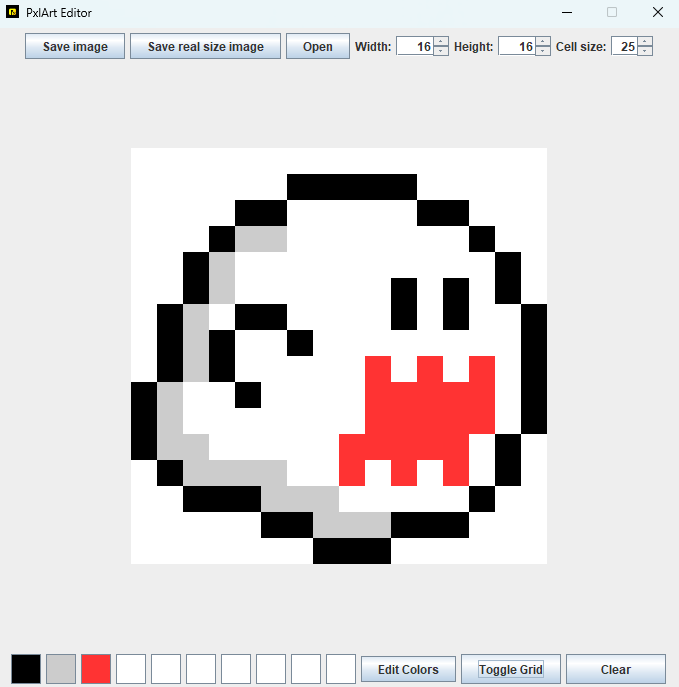 PxlArt Editor
Save image Save real size image Open Width: 16 Height: 16 Cell size: 25
Edit Colors Toggle Grid Clear